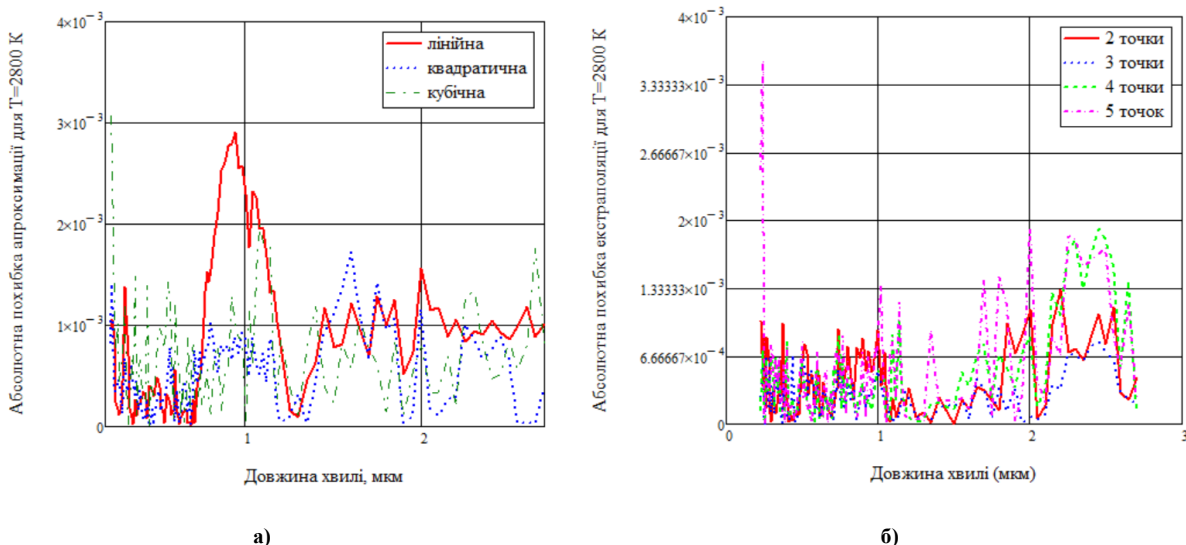 Абсолютна похибка апроксимації для T=2800 K
4×10⁻³
3×10⁻³
2×10⁻³
1×10⁻³
0
1
2
лінійна
квадратична
кубічна
Довжина хвилі, мкм
а)
Абсолютна похибка екстраполяції для T=2800 K
4×10⁻³
3.33333×10⁻³
2.66667×10⁻³
2×10⁻³
1.33333×10⁻³
6.66667×10⁻⁴
0
0
1
2
3
2 точки
3 точки
4 точки
5 точок
Довжина хвилі (мкм)
б)